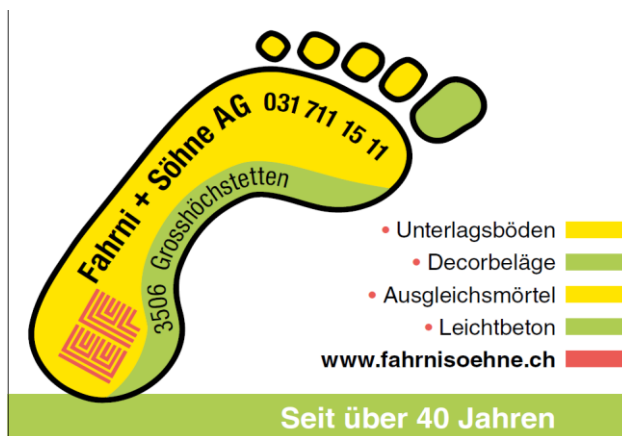 Fahrni + Söhne AG 031 711 15 11
3506 Grosshöchstetten
• Unterlagsböden
• Decorbeläge
• Ausgleichsmörtel
• Leichtbeton
www.fahrnisoehne.ch
Seit über 40 Jahren